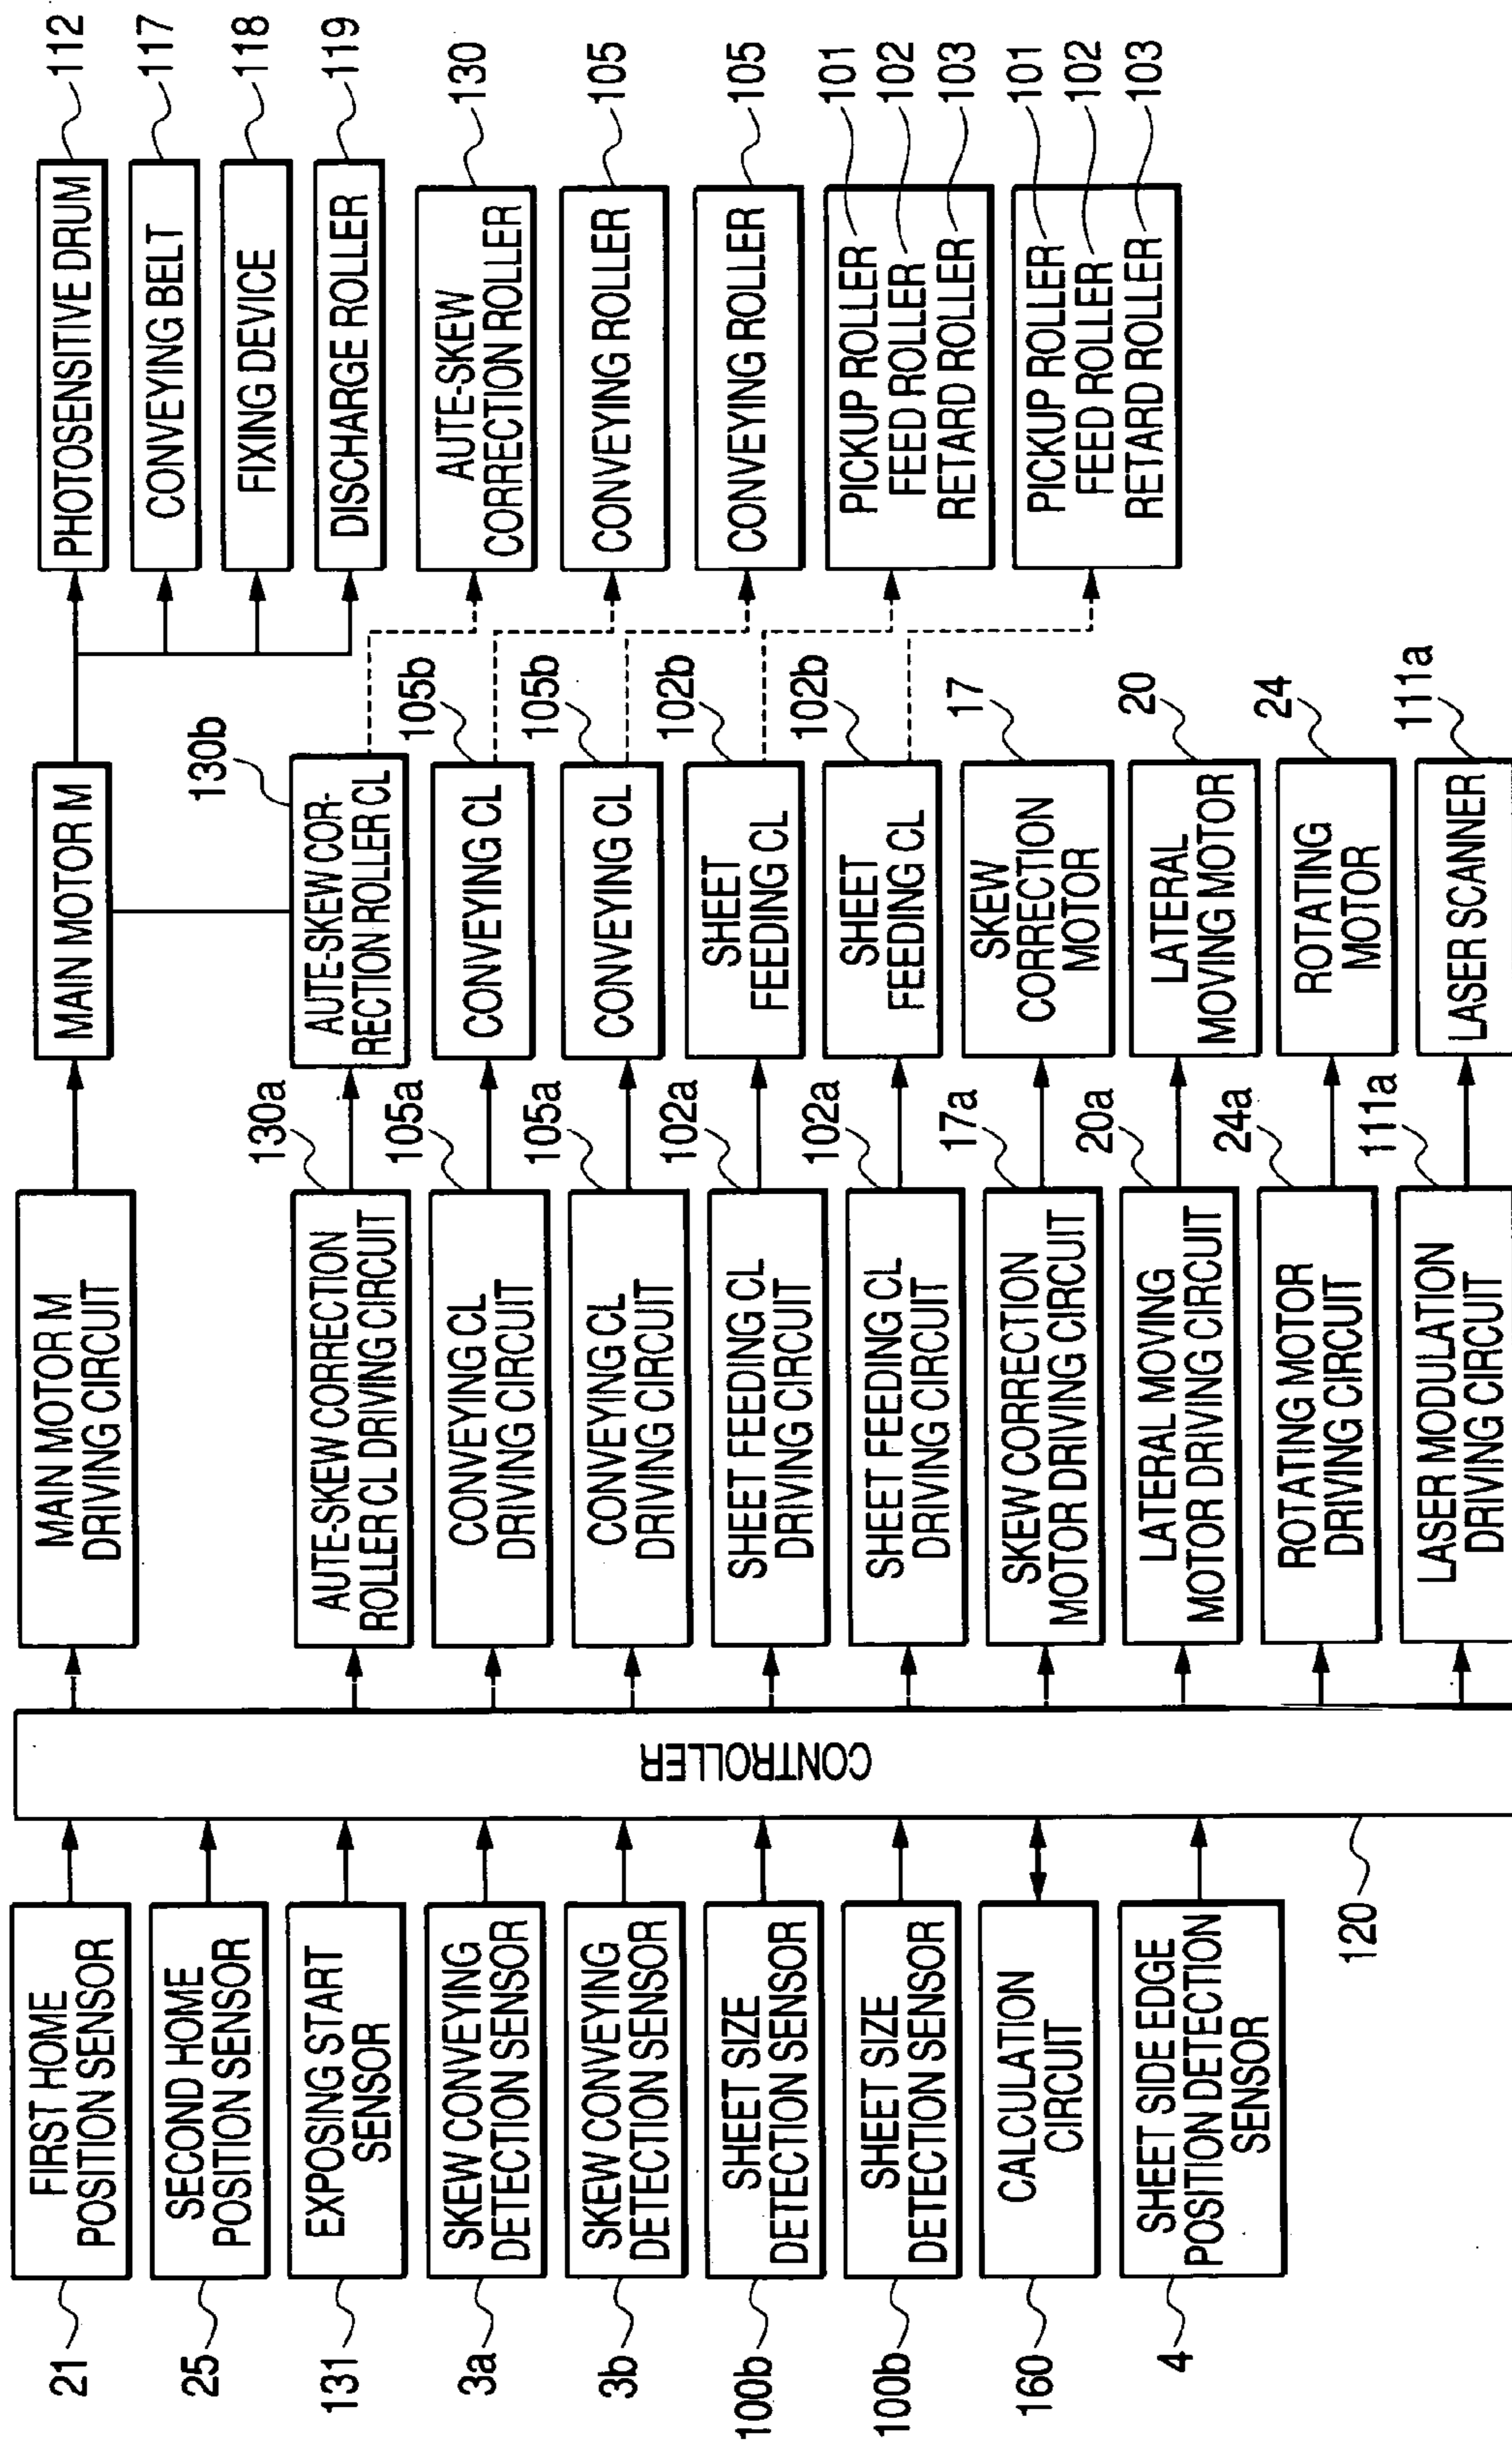 21
FIRST HOME
POSITION SENSOR
25
SECOND HOME
POSITION SENSOR
131
EXPOSING START
SENSOR
3a
SKEW CONVEYING
DETECTION SENSOR
3b
SKEW CONVEYING
DETECTION SENSOR
100b
SHEET SIZE
DETECTION SENSOR
100b
SHEET SIZE
DETECTION SENSOR
160
CALCULATION
CIRCUIT
4
SHEET SIDE EDGE
POSITION DETECTION
SENSOR
CONTROLLER
120
MAIN MOTOR M
DRIVING CIRCUIT
AUTE-SKEW CORRECTION
ROLLER CL DRIVING CIRCUIT
130a
CONVEYING CL
DRIVING CIRCUIT
105a
CONVEYING CL
DRIVING CIRCUIT
105a
SHEET FEEDING CL
DRIVING CIRCUIT
102a
SHEET FEEDING CL
DRIVING CIRCUIT
102a
SKEW CORRECTION
MOTOR DRIVING CIRCUIT
17a
LATERAL MOVING
MOTOR DRIVING CIRCUIT
20a
ROTATING MOTOR
DRIVING CIRCUIT
24a
LASER MODULATION
DRIVING CIRCUIT
111a
MAIN MOTOR M
AUTE-SKEW COR-
RECTION ROLLER CL
130b
CONVEYING CL
105b
CONVEYING CL
105b
SHEET
FEEDING CL
102b
SHEET
FEEDING CL
102b
SKEW
CORRECTION
MOTOR
17
LATERAL
MOVING MOTOR
20
ROTATING
MOTOR
24
LASER SCANNER
111a
PHOTOSENSITIVE DRUM
112
CONVEYING BELT
117
FIXING DEVICE
118
DISCHARGE ROLLER
119
AUTE-SKEW
CORRECTION ROLLER
130
CONVEYING ROLLER
105
CONVEYING ROLLER
105
PICKUP ROLLER
101
FEED ROLLER
102
RETARD ROLLER
103
PICKUP ROLLER
101
FEED ROLLER
102
RETARD ROLLER
103